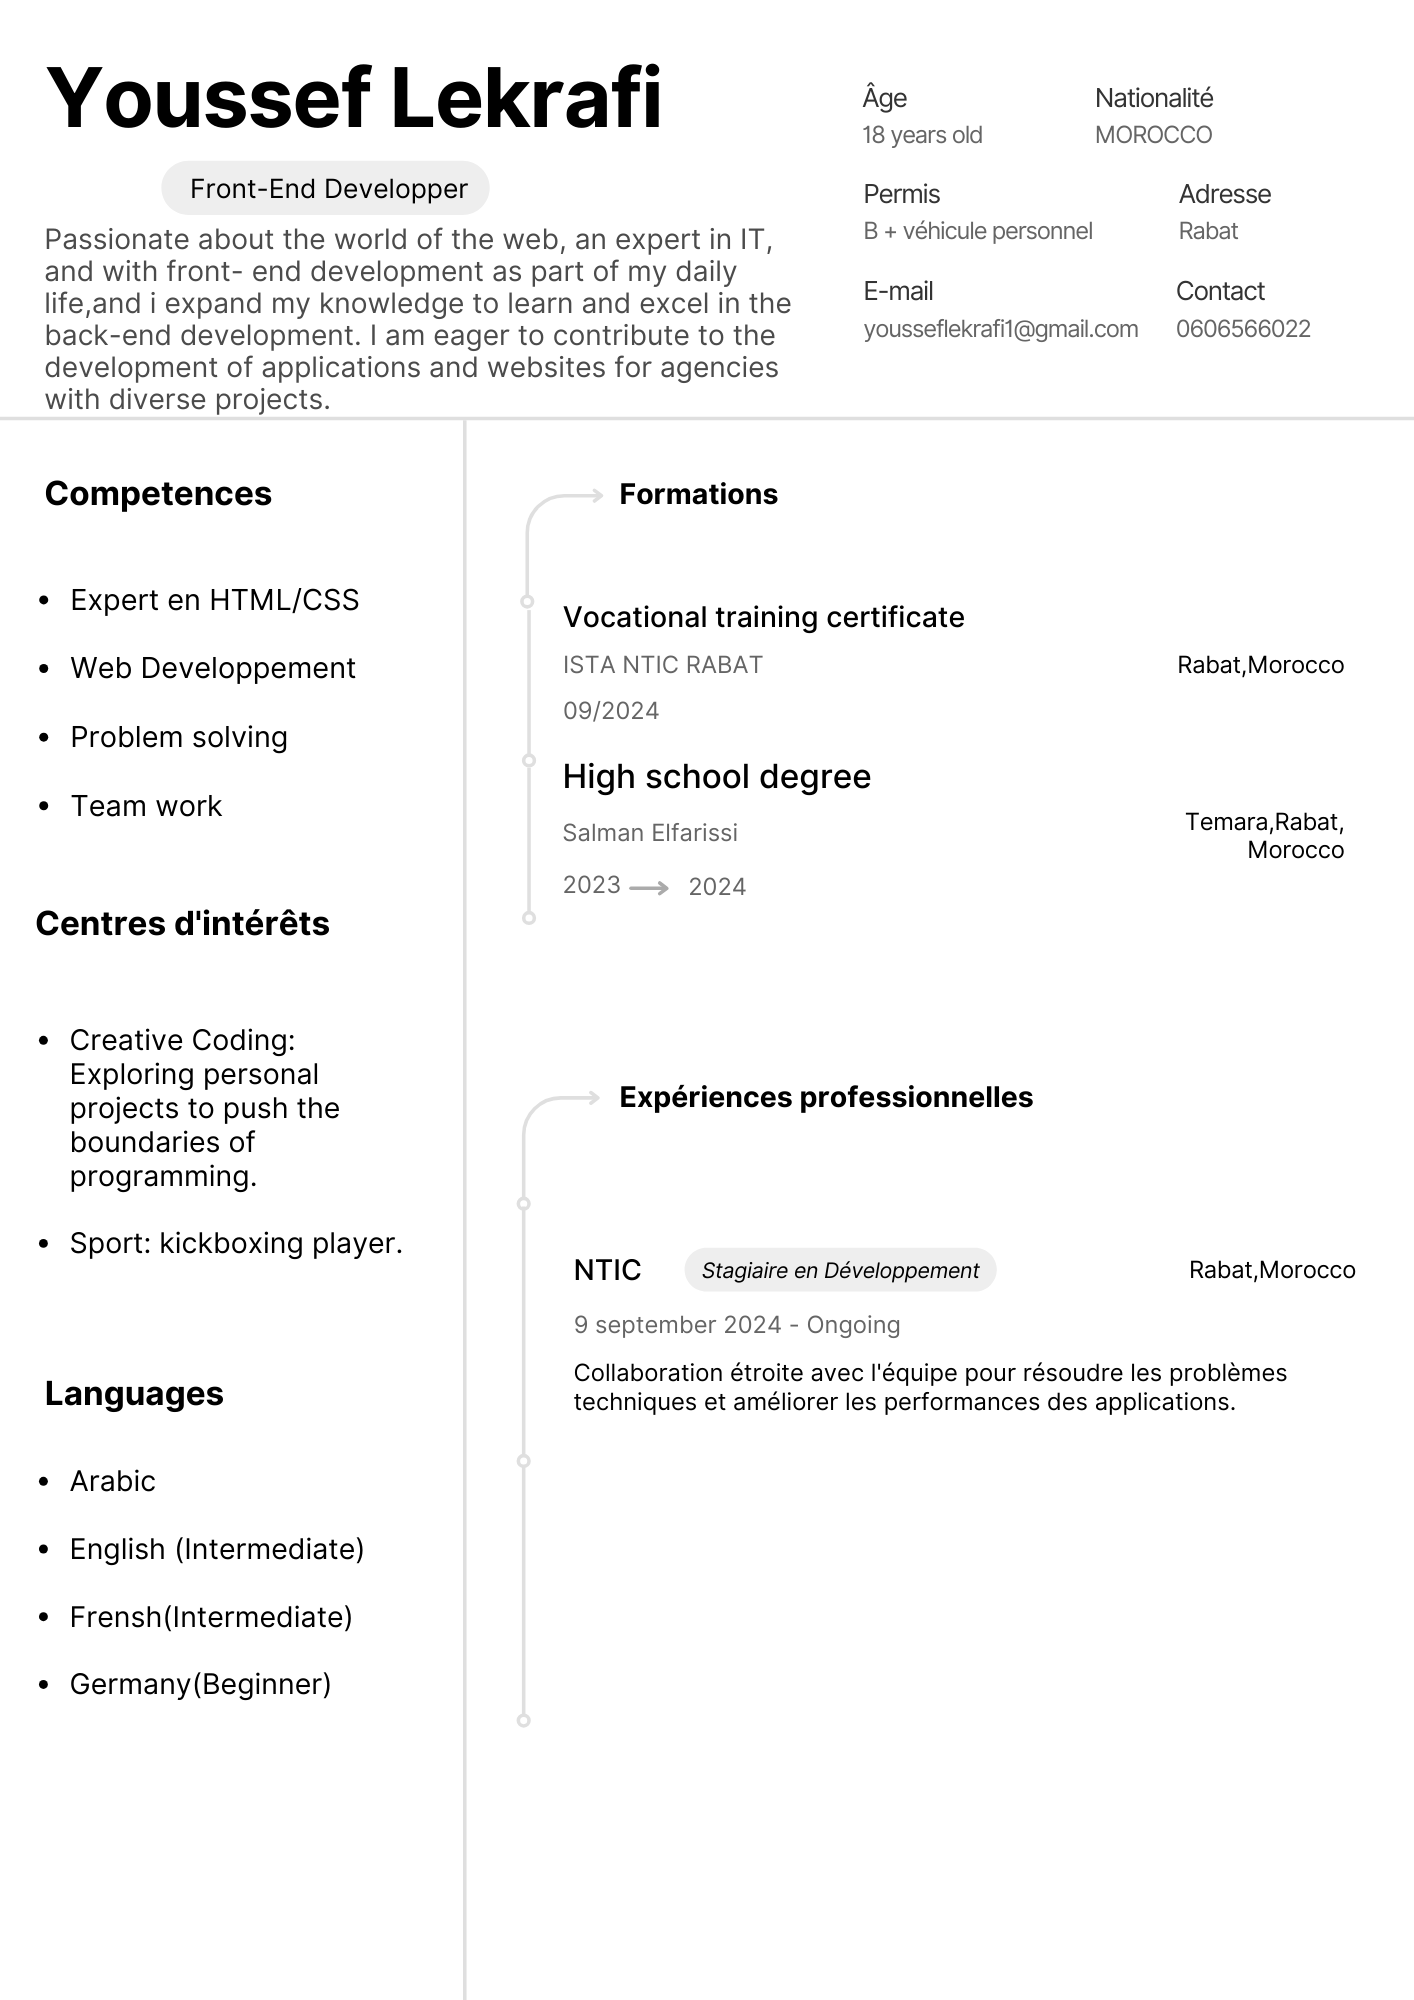 Youssef Lekrafi
Front-End Developper
Passionate about the world of the web, an expert in IT,
and with front- end development as part of my daily
life,and i expand my knowledge to learn and excel in the
back-end development. I am eager to contribute to the
development of applications and websites for agencies
with diverse projects.
Âge
18 years old
Nationalité
MOROCCO
Permis
B + véhicule personnel
Adresse
Rabat
E-mail
yousseflekrafi1@gmail.com
Contact
0606566022
Competences
• Expert en HTML/CSS
• Web Developpement
• Problem solving
• Team work
Centres d'intérêts
• Creative Coding:
Exploring personal
projects to push the
boundaries of
programming.
• Sport: kickboxing player.
Languages
• Arabic
• English (Intermediate)
• Frensh(Intermediate)
• Germany(Beginner)
Formations
Vocational training certificate
ISTA NTIC RABAT
Rabat,Morocco
09/2024
High school degree
Salman Elfarissi
Temara,Rabat,
Morocco
2023 → 2024
Expériences professionnelles
NTIC
Stagiaire en Développement
Rabat,Morocco
9 september 2024 - Ongoing
Collaboration étroite avec l'équipe pour résoudre les problèmes
techniques et améliorer les performances des applications.